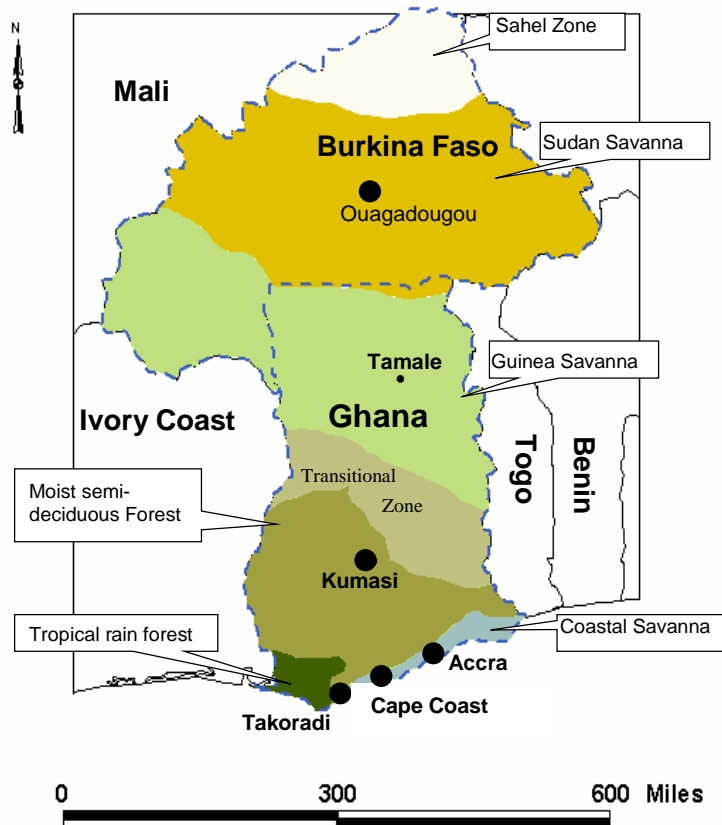 Sahel Zone
N
Mali
Burkina Faso
Sudan Savanna
Ouagadougou
Tamale
Guinea Savanna
Ghana
Ivory Coast
Togo
Benin
Transitional
Zone
Moist semi-
deciduous Forest
Kumasi
Tropical rain forest
Coastal Savanna
Accra
Cape Coast
Takoradi
0 300 600 Miles